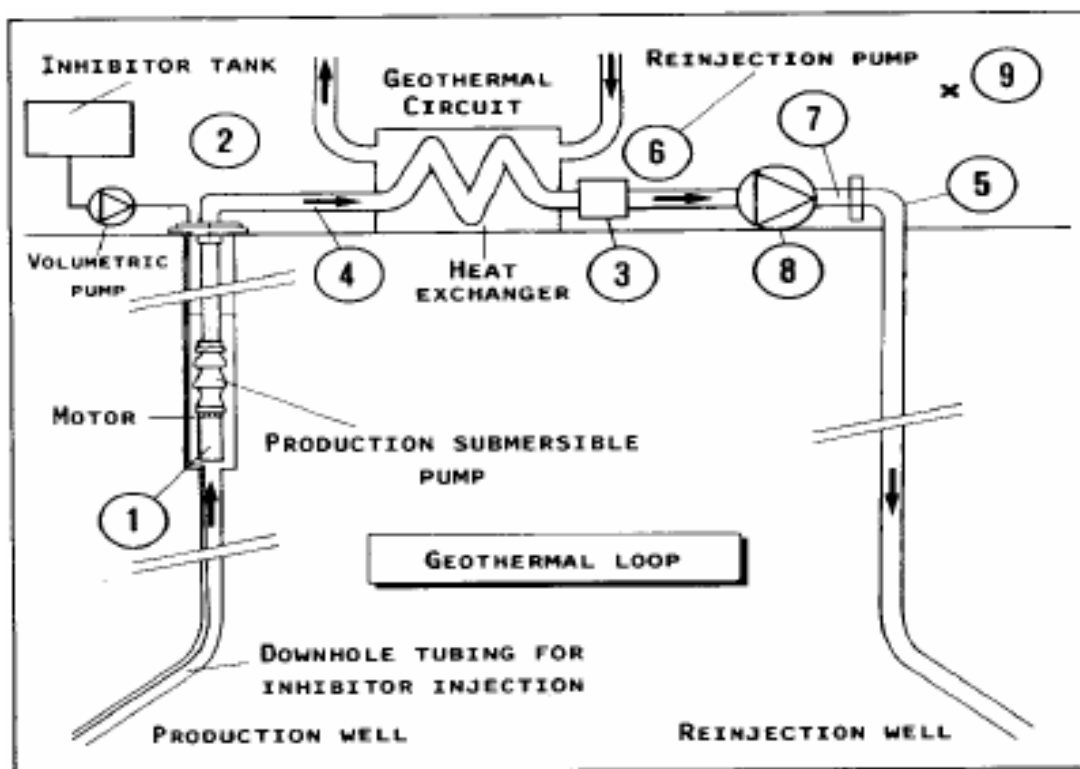 INHIBITOR TANK
GEOTHERMAL
CIRCUIT
REINJECTION PUMP
9
2
6
7
5
VOLUMETRIC
PUMP
4
HEAT
EXCHANGER
3
8
MOTOR
PRODUCTION SUBMERSIBLE
PUMP
1
GEOTHERMAL LOOP
DOWNHOLE TUBING FOR
INHIBITOR INJECTION
PRODUCTION WELL
REINJECTION WELL